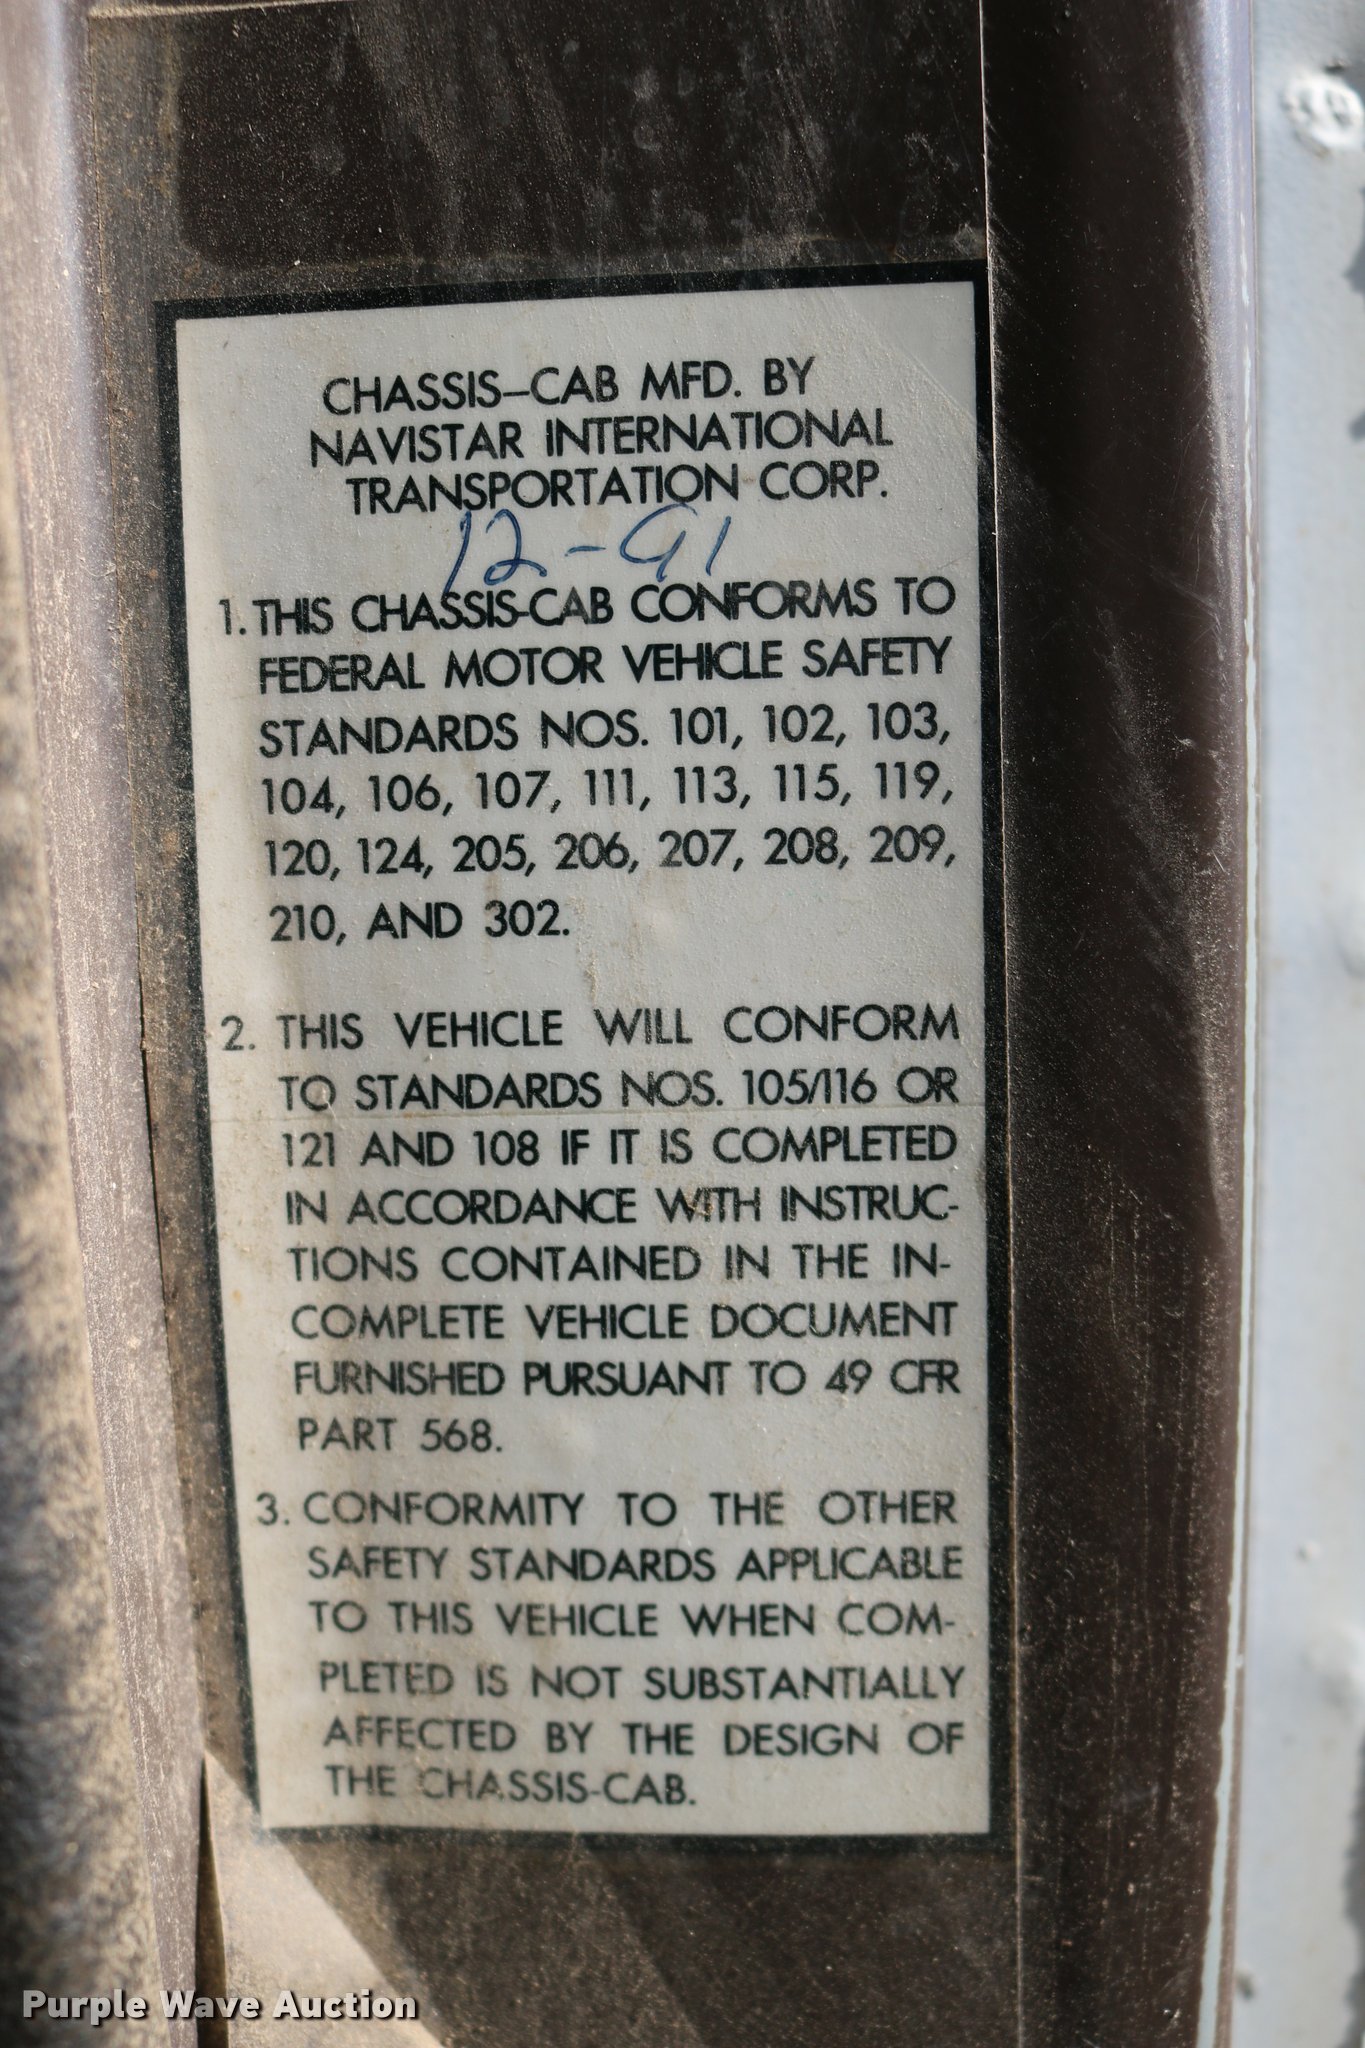 CHASSIS–CAB MFD. BY
NAVISTAR INTERNATIONAL
TRANSPORTATION CORP.
12-91
1. THIS CHASSIS-CAB CONFORMS TO
FEDERAL MOTOR VEHICLE SAFETY
STANDARDS NOS. 101, 102, 103,
104, 106, 107, 111, 113, 115, 119,
120, 124, 205, 206, 207, 208, 209,
210, AND 302.
2. THIS VEHICLE WILL CONFORM
TO STANDARDS NOS. 105/116 OR
121 AND 108 IF IT IS COMPLETED
IN ACCORDANCE WITH INSTRUC-
TIONS CONTAINED IN THE IN-
COMPLETE VEHICLE DOCUMENT
FURNISHED PURSUANT TO 49 CFR
PART 568.
3. CONFORMITY TO THE OTHER
SAFETY STANDARDS APPLICABLE
TO THIS VEHICLE WHEN COM-
PLETED IS NOT SUBSTANTIALLY
AFFECTED BY THE DESIGN OF
THE CHASSIS-CAB.
Purple Wave Auction